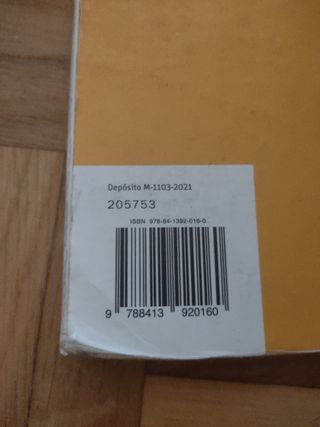 Depósito M-1103-2021
205753
ISBN 978-84-1392-016-0
9 788413 920160